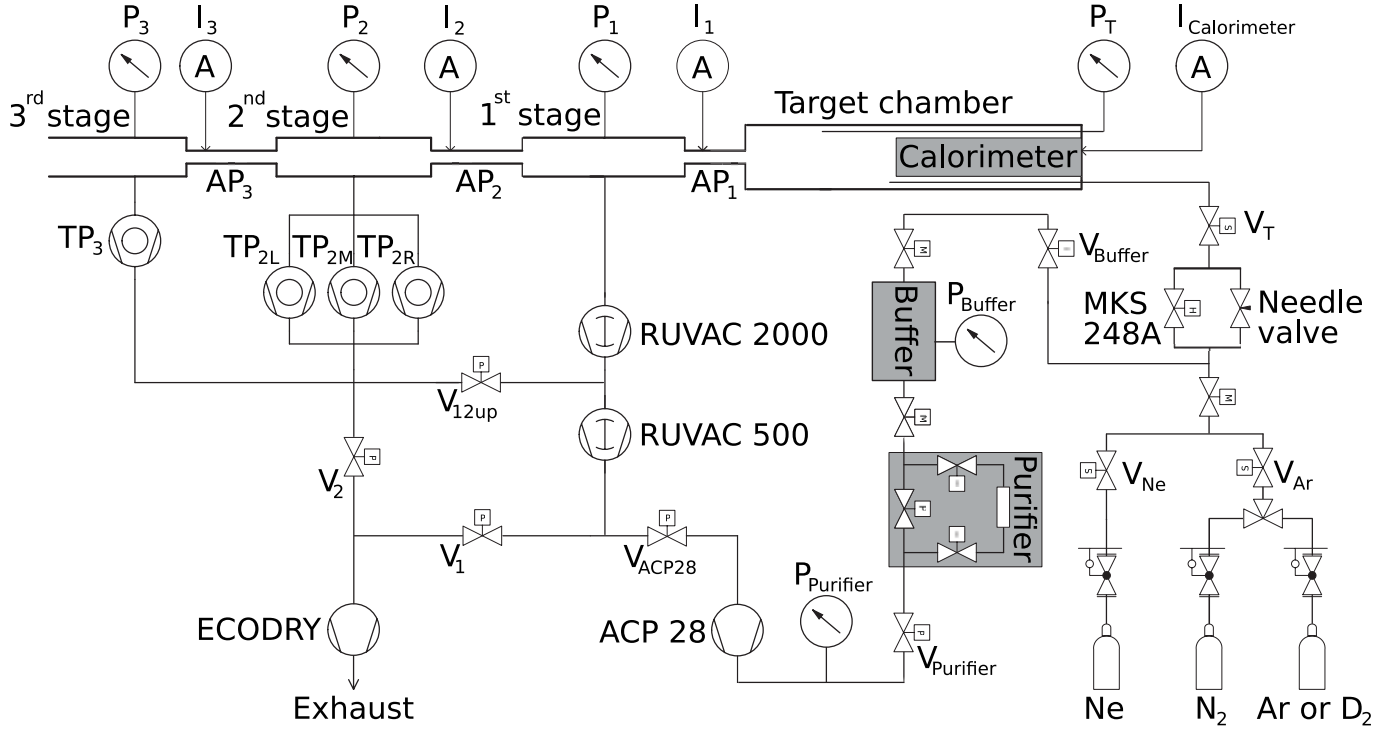 P3 I3 P2 I2 P1 I1 PT ICalorimeter
A A A A
3rd stage 2nd stage 1st stage Target chamber
Calorimeter
AP3 AP2 AP1
TP3 TP2L TP2M TP2R
VT
S
M VBuffer
Buffer PBuffer
MKS 248A
H
Needle valve
RUVAC 2000
P
V12up
RUVAC 500
M
M
P
V2
Purifier
P
S VNe
S VAr
P
V1
P
VACP28
PPurifier
ECODRY
ACP 28
P
VPurifier
Exhaust
Ne N2 Ar or D2